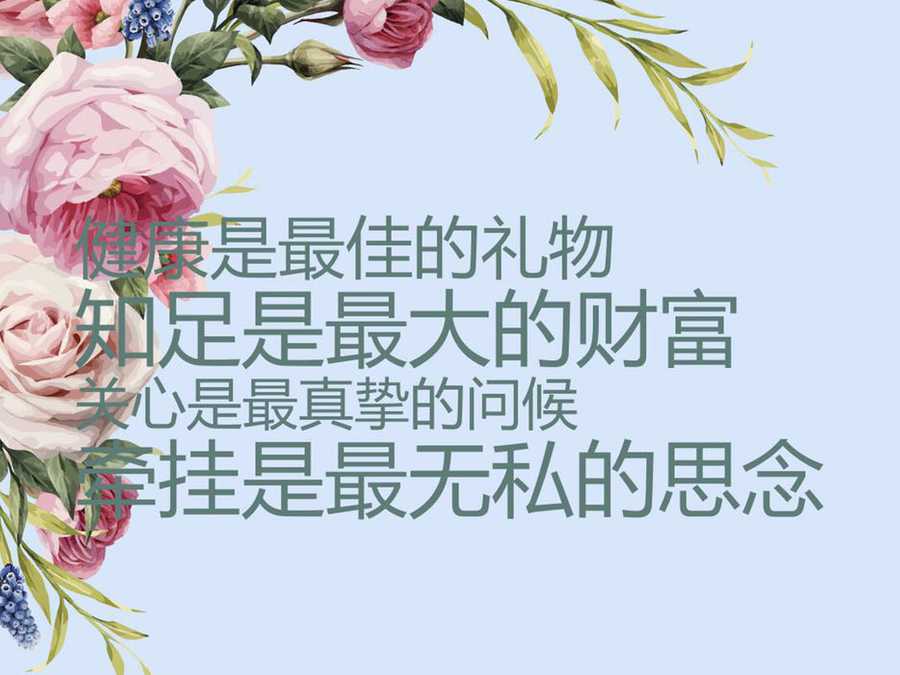 健康是最佳的礼物
知足是最大的财富
关心是最真挚的问候
牵挂是最无私的思念